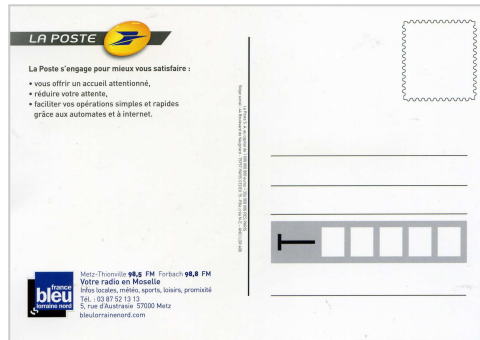 LA POSTE
La Poste s'engage pour mieux vous satisfaire :
• vous offrir un accueil attentionné,
• réduire votre attente,
• faciliter vos opérations simples et rapides
grâce aux automates et à internet.
france
bleu
lorraine nord
Metz-Thionville 98,5 FM Forbach 98,8 FM
Votre radio en Moselle
Infos locales, météo, sports, loisirs, promixité
Tél. : 03 87 52 13 13
5, rue d'Austrasie 57000 Metz
bleulorrainenord.com